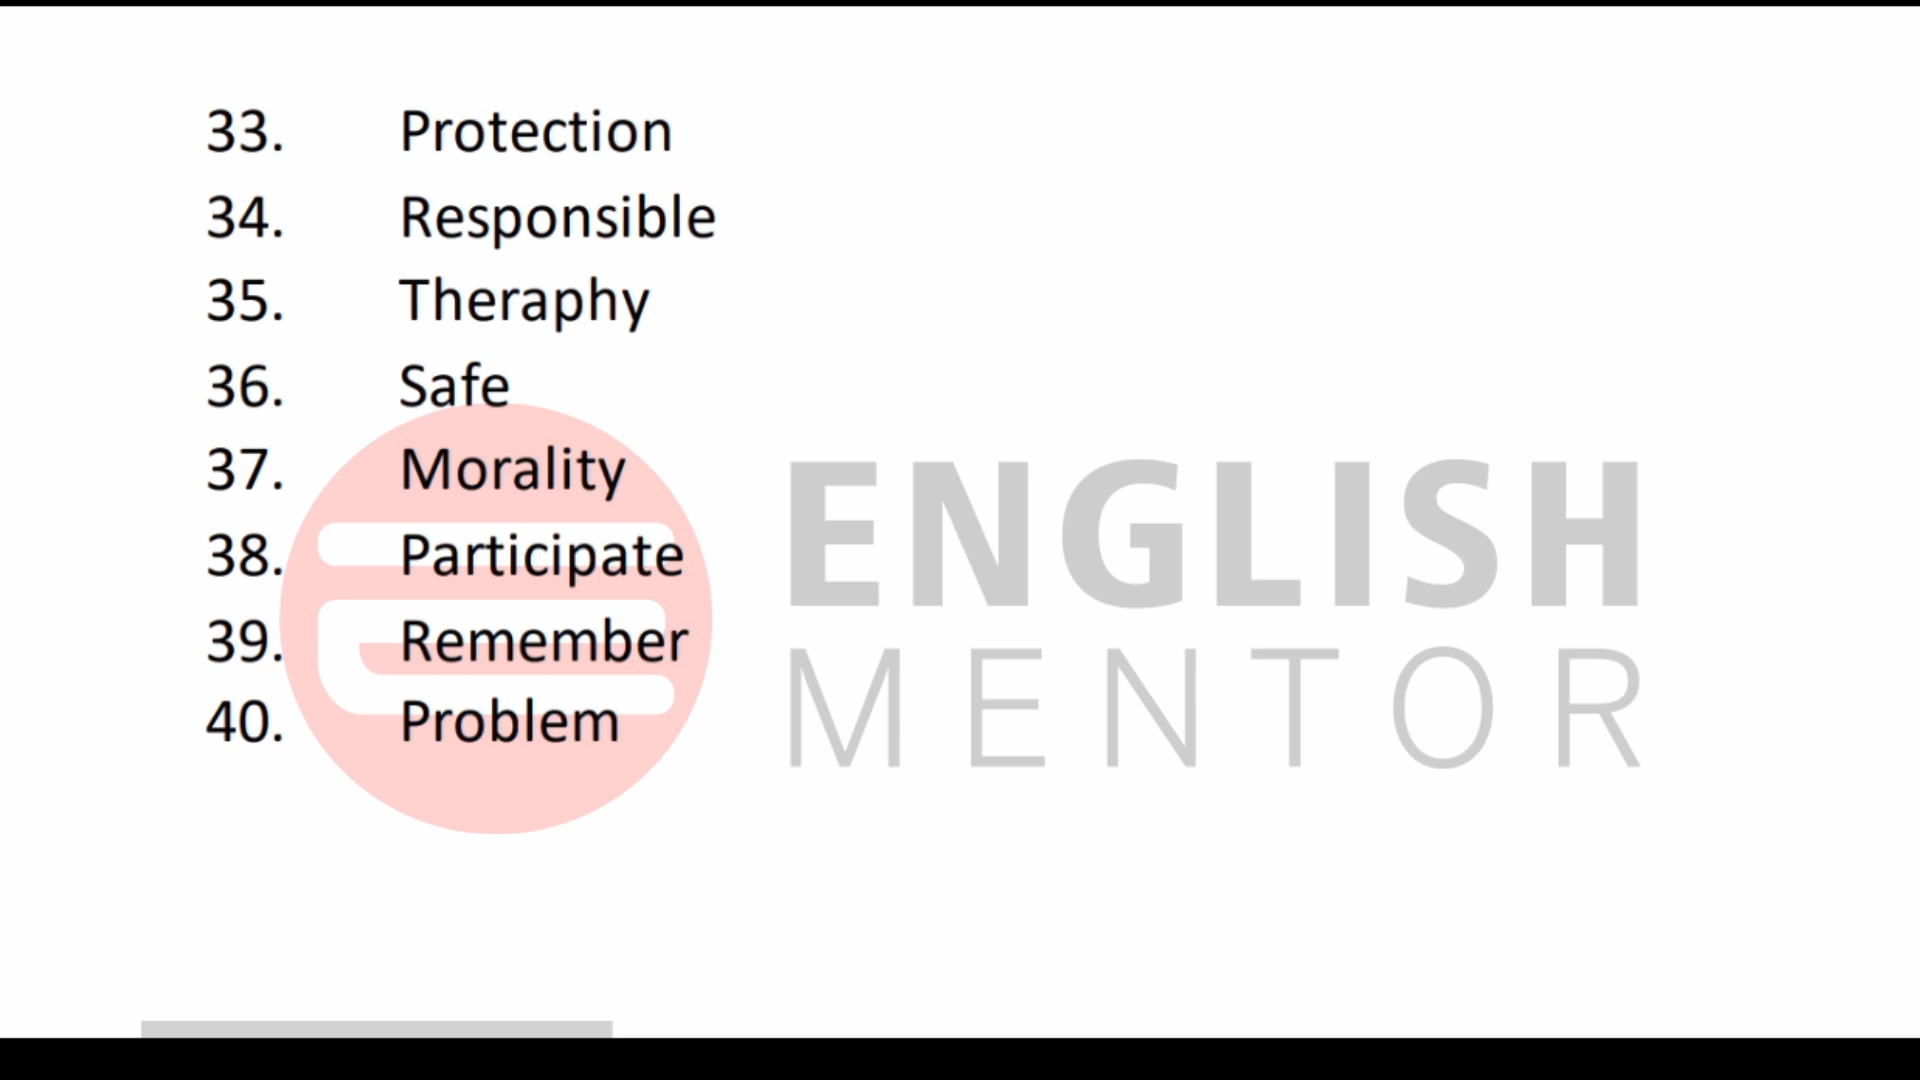 33. Protection
34. Responsible
35. Theraphy
36. Safe
37. Morality
38. Participate
39. Remember
40. Problem
ENGLISH
MENTOR